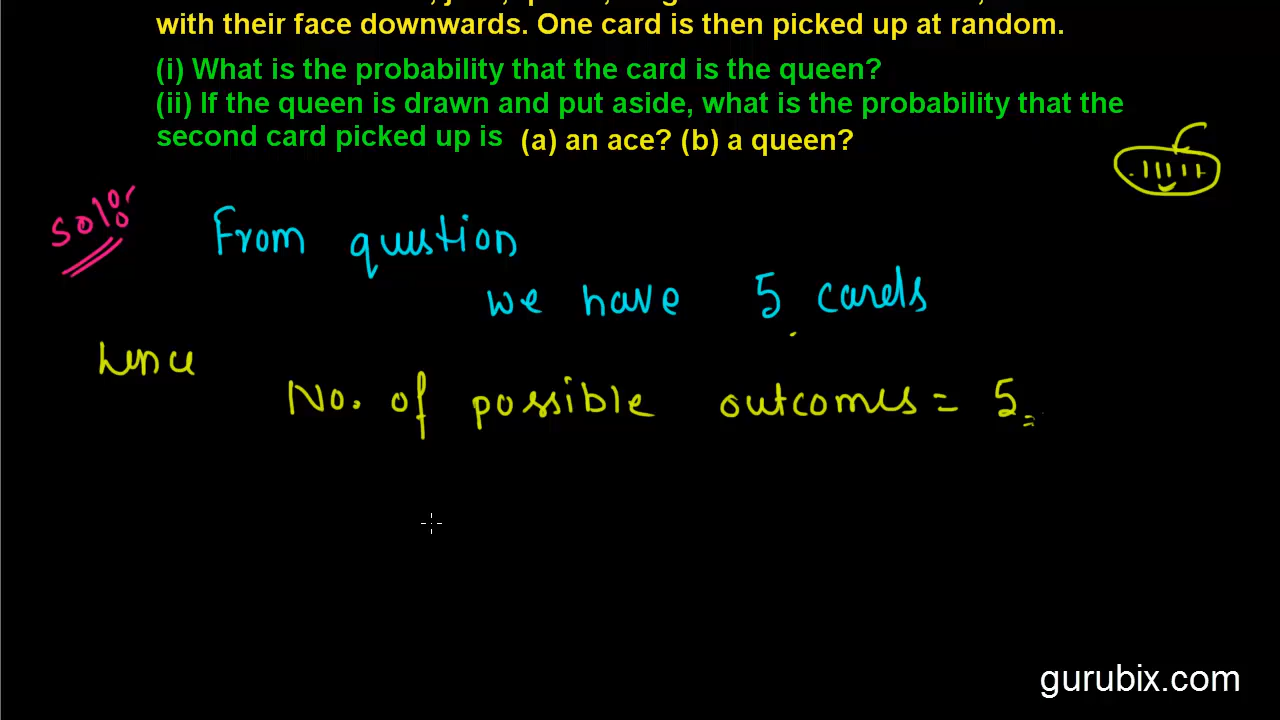 with their face downwards. One card is then picked up at random.
(i) What is the probability that the card is the queen?
(ii) If the queen is drawn and put aside, what is the probability that the
second card picked up is (a) an ace? (b) a queen?
Sol:
From question
we have 5 cards
Hence
No. of possible outcomes = 5
gurubix.com